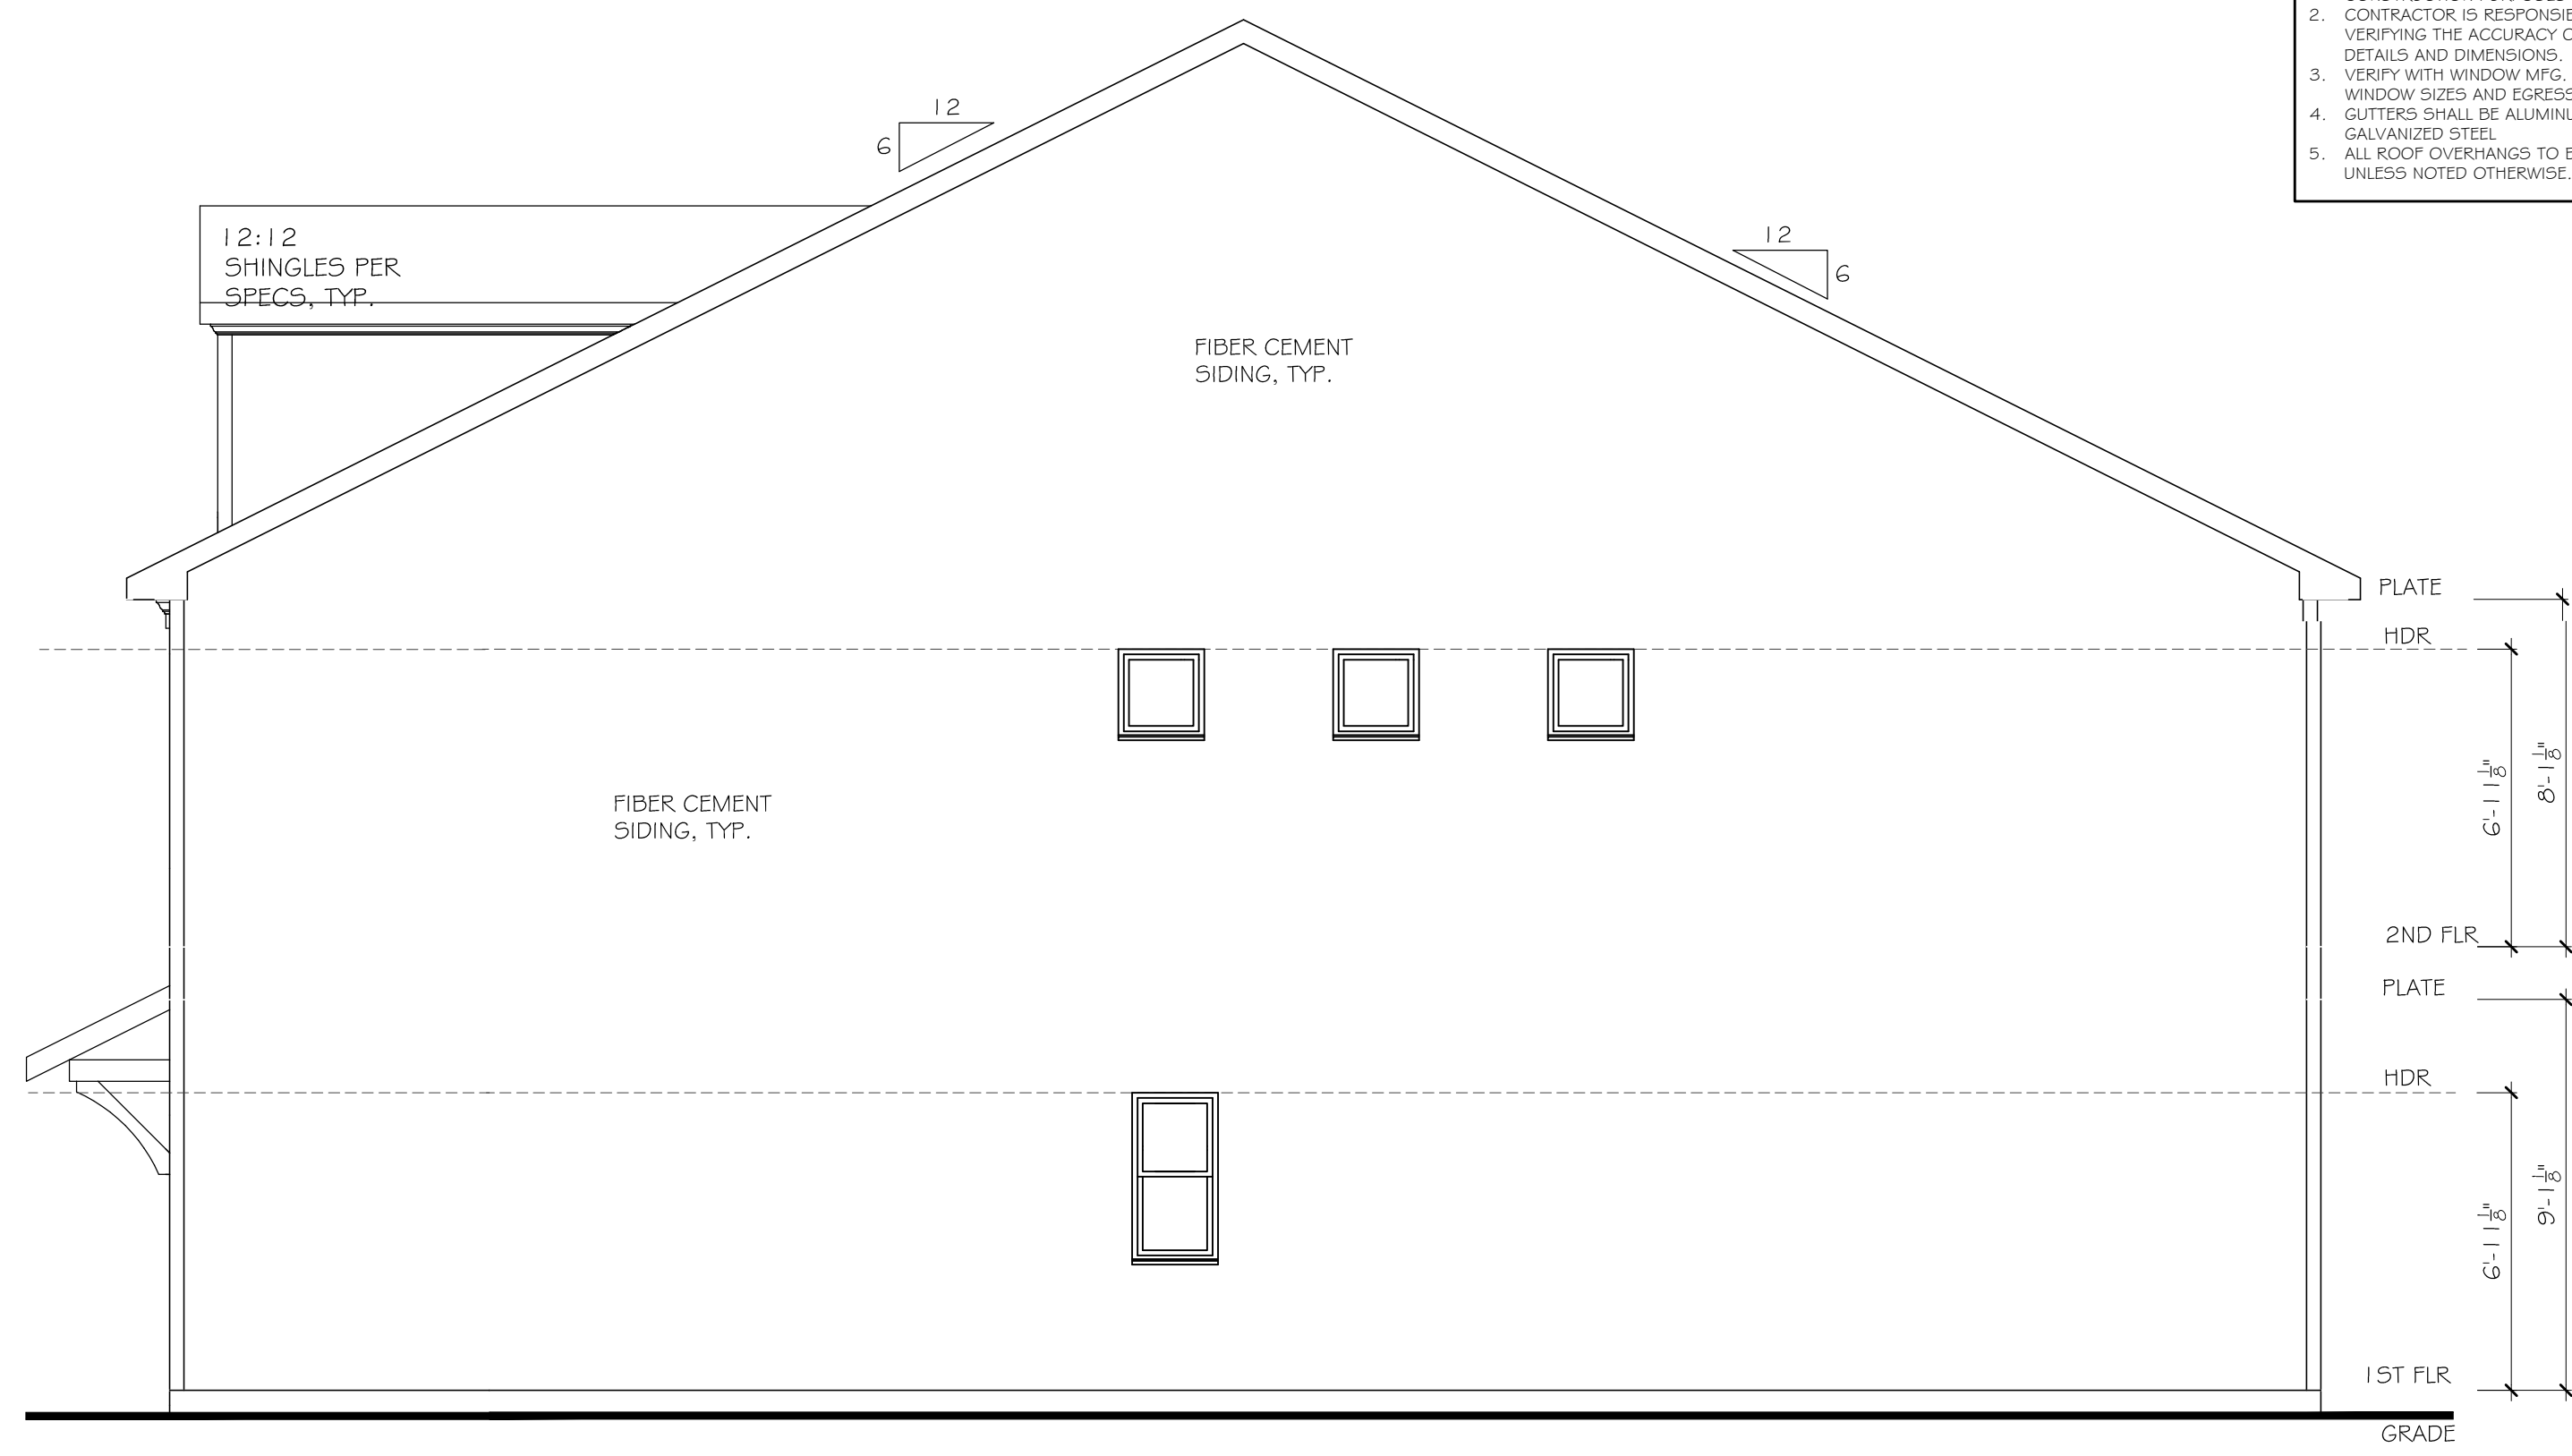 2. CONTRACTOR IS RESPONSIB
VERIFYING THE ACCURACY O
DETAILS AND DIMENSIONS.
3. VERIFY WITH WINDOW MFG.
WINDOW SIZES AND EGRESS
4. GUTTERS SHALL BE ALUMINU
GALVANIZED STEEL
5. ALL ROOF OVERHANGS TO B
UNLESS NOTED OTHERWISE.
12
6
12
6
12:12
SHINGLES PER
SPECS, TYP.
FIBER CEMENT
SIDING, TYP.
PLATE
HDR
FIBER CEMENT
SIDING, TYP.
6'-11 1/8"
8'-1 1/8"
2ND FLR
PLATE
HDR
6'-11 1/8"
9'-1 1/8"
1ST FLR
GRADE